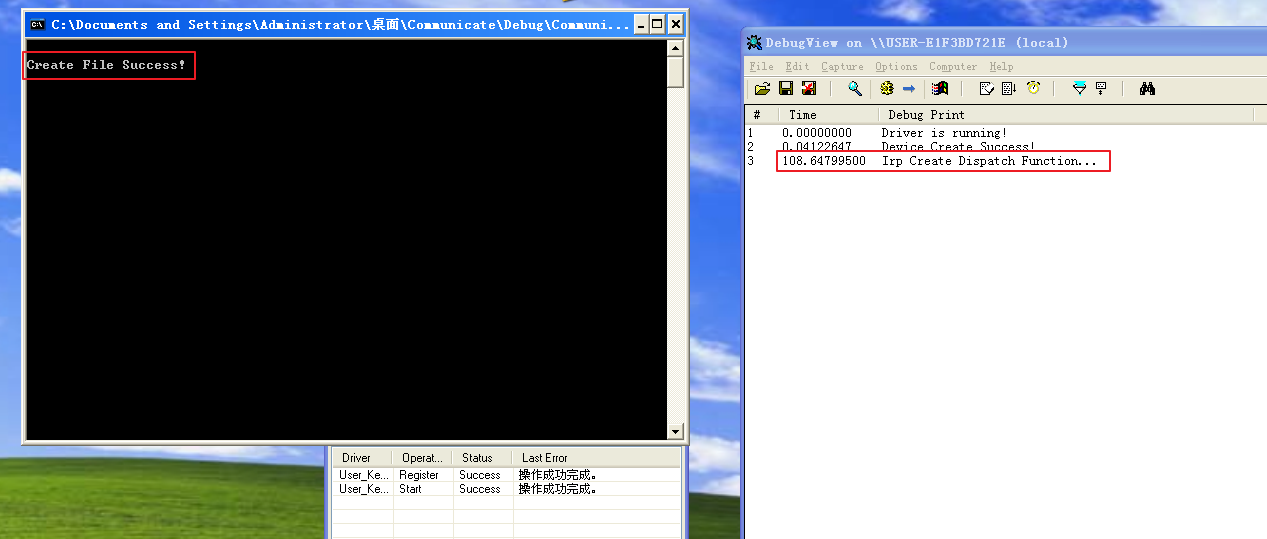 C:\Documents and Settings\Administrator\桌面\Communicate\Debug\Communi...
Create File Success!
DebugView on \\USER-E1F3BD721E (local)
File Edit Capture Options Computer Help
# Time Debug Print
1 0.00000000 Driver is running!
2 0.04122647 Device Create Success!
3 108.64799500 Irp Create Dispatch Function...
Driver Operat... Status Last Error
User_Ke... Register Success 操作成功完成。
User_Ke... Start Success 操作成功完成。